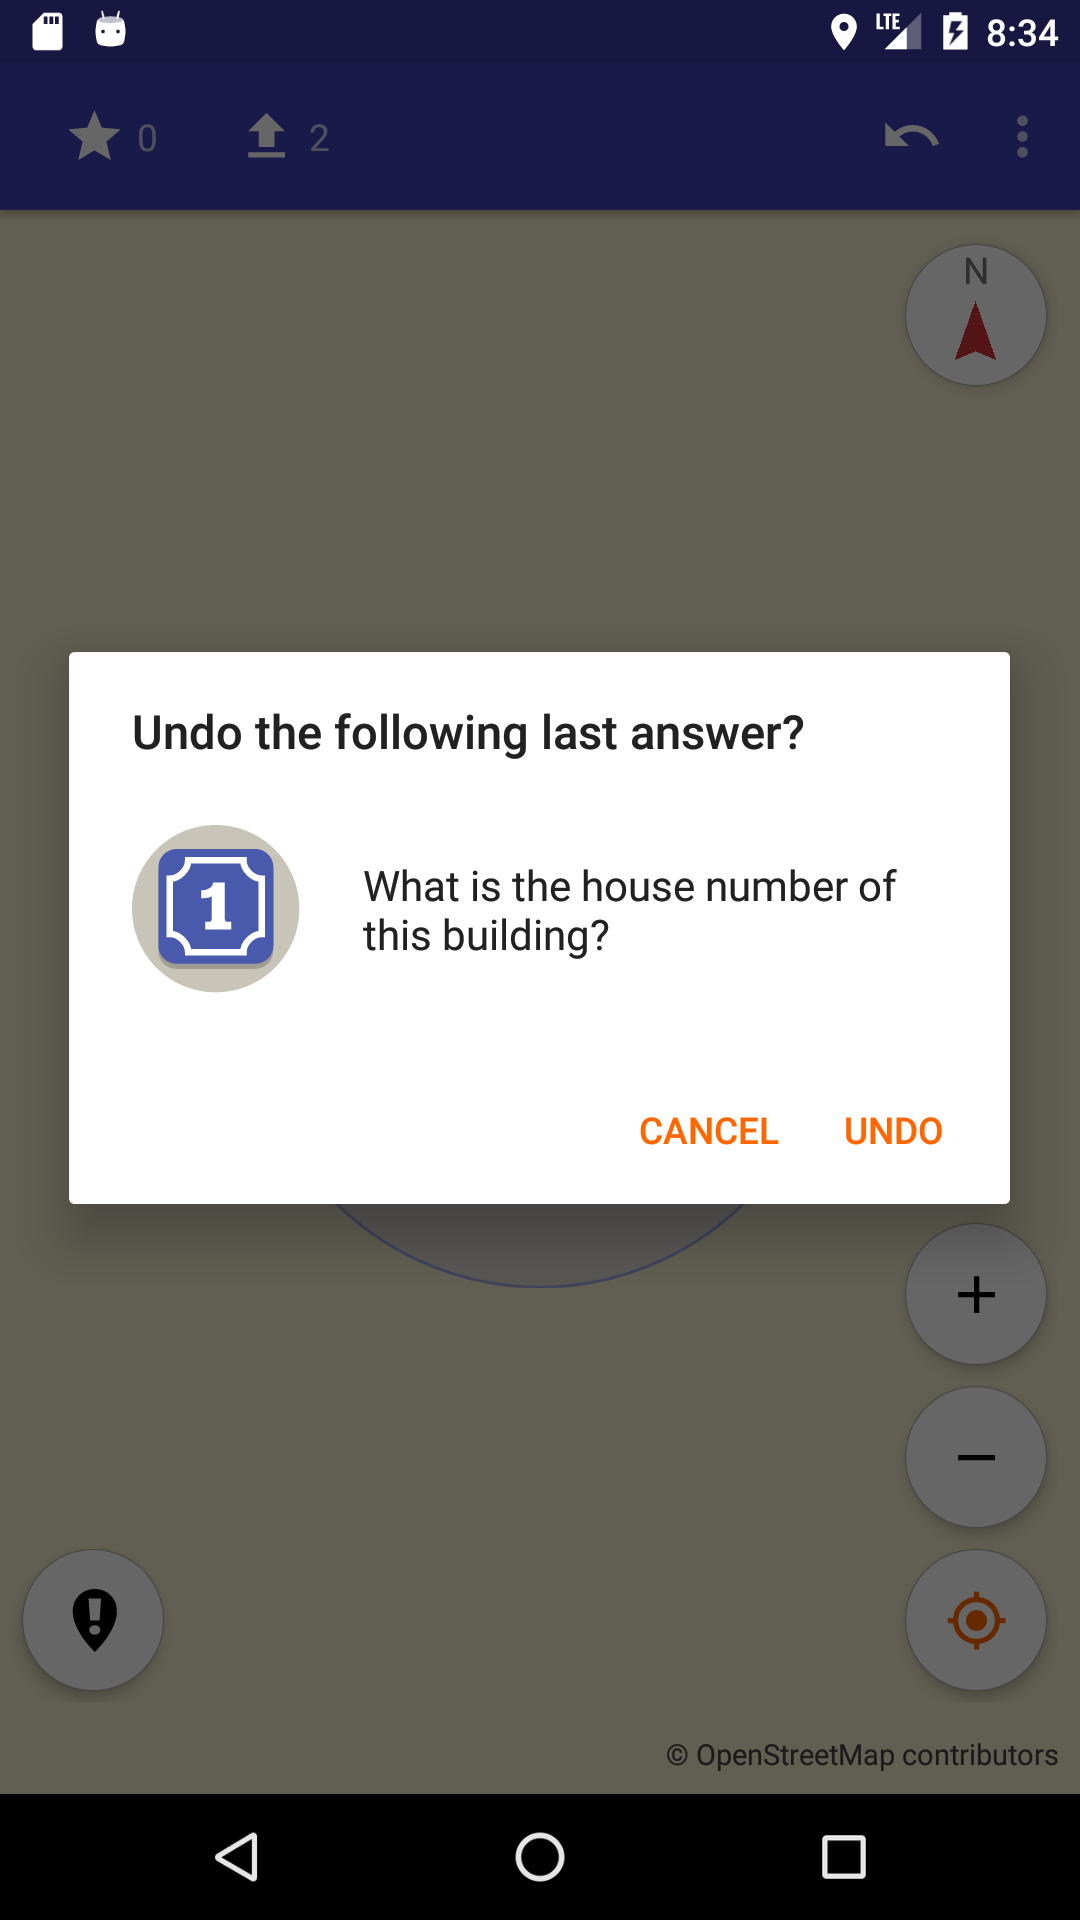 LTE 8:34
0 2
N
Undo the following last answer?
1
What is the house number of
this building?
CANCEL UNDO
© OpenStreetMap contributors